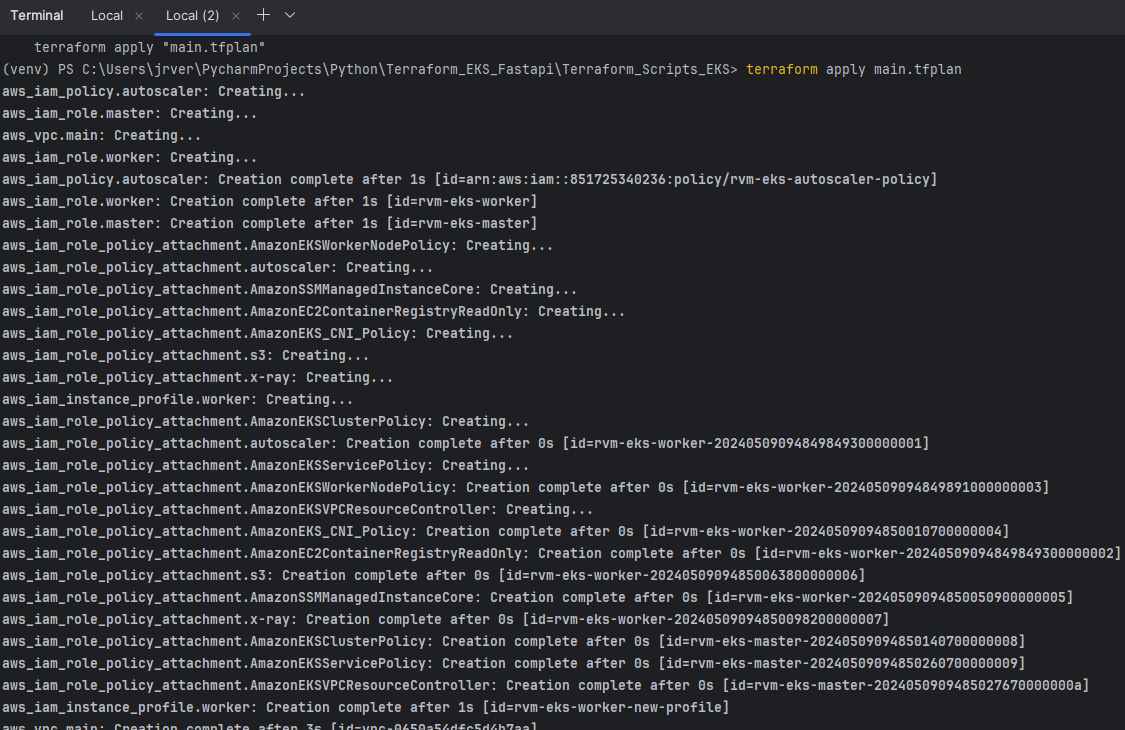 Terminal Local × Local (2) × +
terraform apply "main.tfplan"
(venv) PS C:\Users\jrver\PycharmProjects\Python\Terraform_EKS_Fastapi\Terraform_Scripts_EKS> terraform apply main.tfplan
aws_iam_policy.autoscaler: Creating...
aws_iam_role.master: Creating...
aws_vpc.main: Creating...
aws_iam_role.worker: Creating...
aws_iam_policy.autoscaler: Creation complete after 1s [id=arn:aws:iam::851725340236:policy/rvm-eks-autoscaler-policy]
aws_iam_role.worker: Creation complete after 1s [id=rvm-eks-worker]
aws_iam_role.master: Creation complete after 1s [id=rvm-eks-master]
aws_iam_role_policy_attachment.AmazonEKSWorkerNodePolicy: Creating...
aws_iam_role_policy_attachment.autoscaler: Creating...
aws_iam_role_policy_attachment.AmazonSSMManagedInstanceCore: Creating...
aws_iam_role_policy_attachment.AmazonEC2ContainerRegistryReadOnly: Creating...
aws_iam_role_policy_attachment.AmazonEKS_CNI_Policy: Creating...
aws_iam_role_policy_attachment.s3: Creating...
aws_iam_role_policy_attachment.x-ray: Creating...
aws_iam_instance_profile.worker: Creating...
aws_iam_role_policy_attachment.AmazonEKSClusterPolicy: Creating...
aws_iam_role_policy_attachment.autoscaler: Creation complete after 0s [id=rvm-eks-worker-20240509094849849300000001]
aws_iam_role_policy_attachment.AmazonEKSServicePolicy: Creating...
aws_iam_role_policy_attachment.AmazonEKSWorkerNodePolicy: Creation complete after 0s [id=rvm-eks-worker-20240509094849891000000003]
aws_iam_role_policy_attachment.AmazonEKSVPCResourceController: Creating...
aws_iam_role_policy_attachment.AmazonEKS_CNI_Policy: Creation complete after 0s [id=rvm-eks-worker-20240509094850010700000004]
aws_iam_role_policy_attachment.AmazonEC2ContainerRegistryReadOnly: Creation complete after 0s [id=rvm-eks-worker-20240509094849849300000002]
aws_iam_role_policy_attachment.s3: Creation complete after 0s [id=rvm-eks-worker-20240509094850063800000006]
aws_iam_role_policy_attachment.AmazonSSMManagedInstanceCore: Creation complete after 0s [id=rvm-eks-worker-20240509094850050900000005]
aws_iam_role_policy_attachment.x-ray: Creation complete after 0s [id=rvm-eks-worker-20240509094850098200000007]
aws_iam_role_policy_attachment.AmazonEKSClusterPolicy: Creation complete after 0s [id=rvm-eks-master-20240509094850140700000008]
aws_iam_role_policy_attachment.AmazonEKSServicePolicy: Creation complete after 0s [id=rvm-eks-master-20240509094850260700000009]
aws_iam_role_policy_attachment.AmazonEKSVPCResourceController: Creation complete after 0s [id=rvm-eks-master-2024050909485027670000000a]
aws_iam_instance_profile.worker: Creation complete after 1s [id=rvm-eks-worker-new-profile]
aws_vpc.main: Creation complete after 3s [id=vpc-0650a54dfc5d4b7aa]